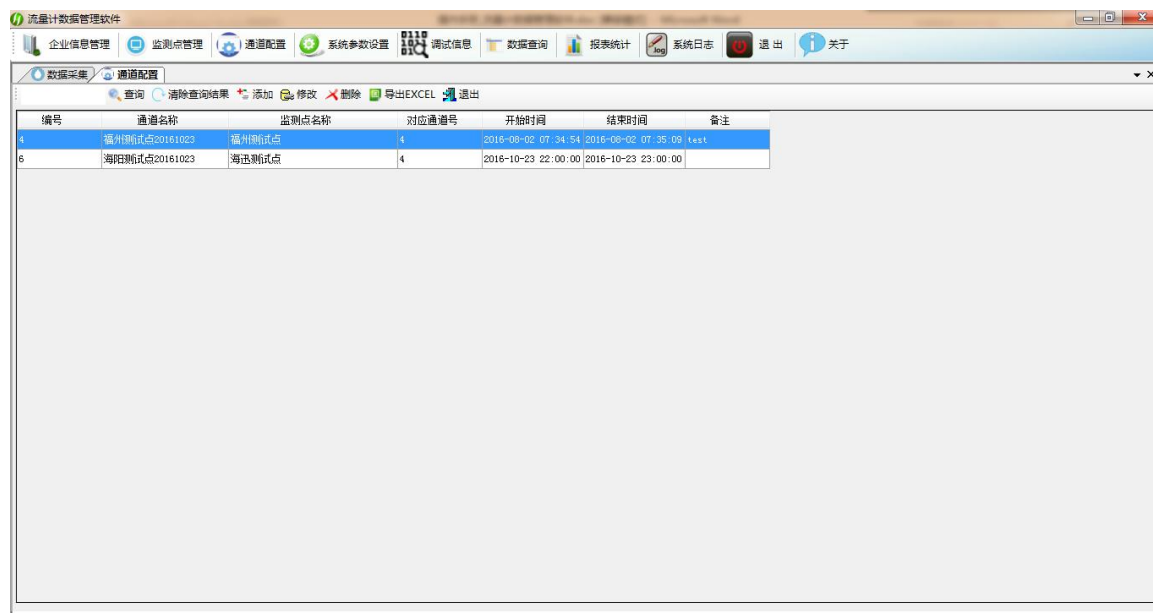 流量计数据管理软件
企业信息管理 监测点管理 通道配置 系统参数设置 调试信息 数据查询 报表统计 log 系统日志 退 出 关于
数据采集 通道配置
查询 清除查询结果 添加 修改 删除 导出EXCEL 退出
编号 通道名称 监测点名称 对应通道号 开始时间 结束时间 备注
4 福州测试点20161023 福州测试点 4 2016-08-02 07:34:54 2016-08-02 07:35:09 test
6 海阳测试点20161023 海迅测试点 4 2016-10-23 22:00:00 2016-10-23 23:00:00